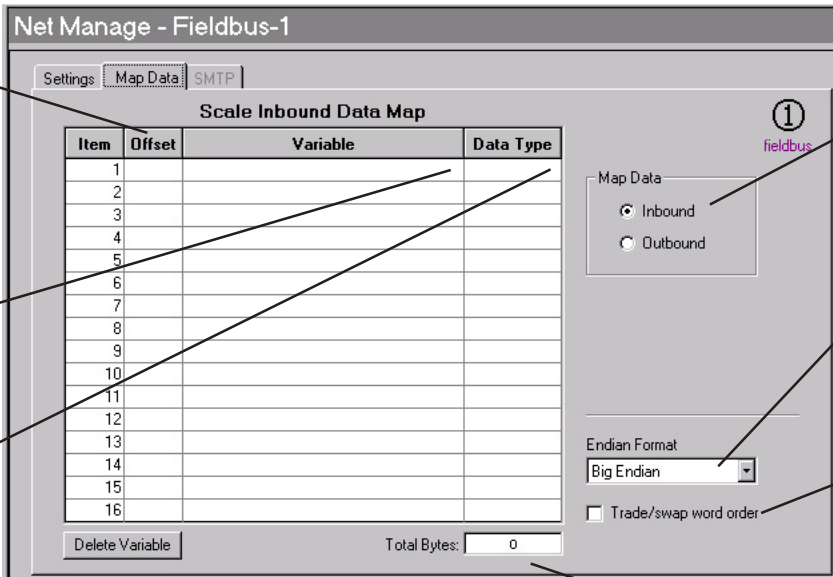 Net Manage - Fieldbus-1
Settings Map Data SMTP
Scale Inbound Data Map
①
fieldbus
Item Offset Variable Data Type
1
2
3
4
5
6
7
8
9
10
11
12
13
14
15
16
Map Data
Inbound
Outbound
Endian Format
Big Endian
Trade/swap word order
Delete Variable
Total Bytes: 0